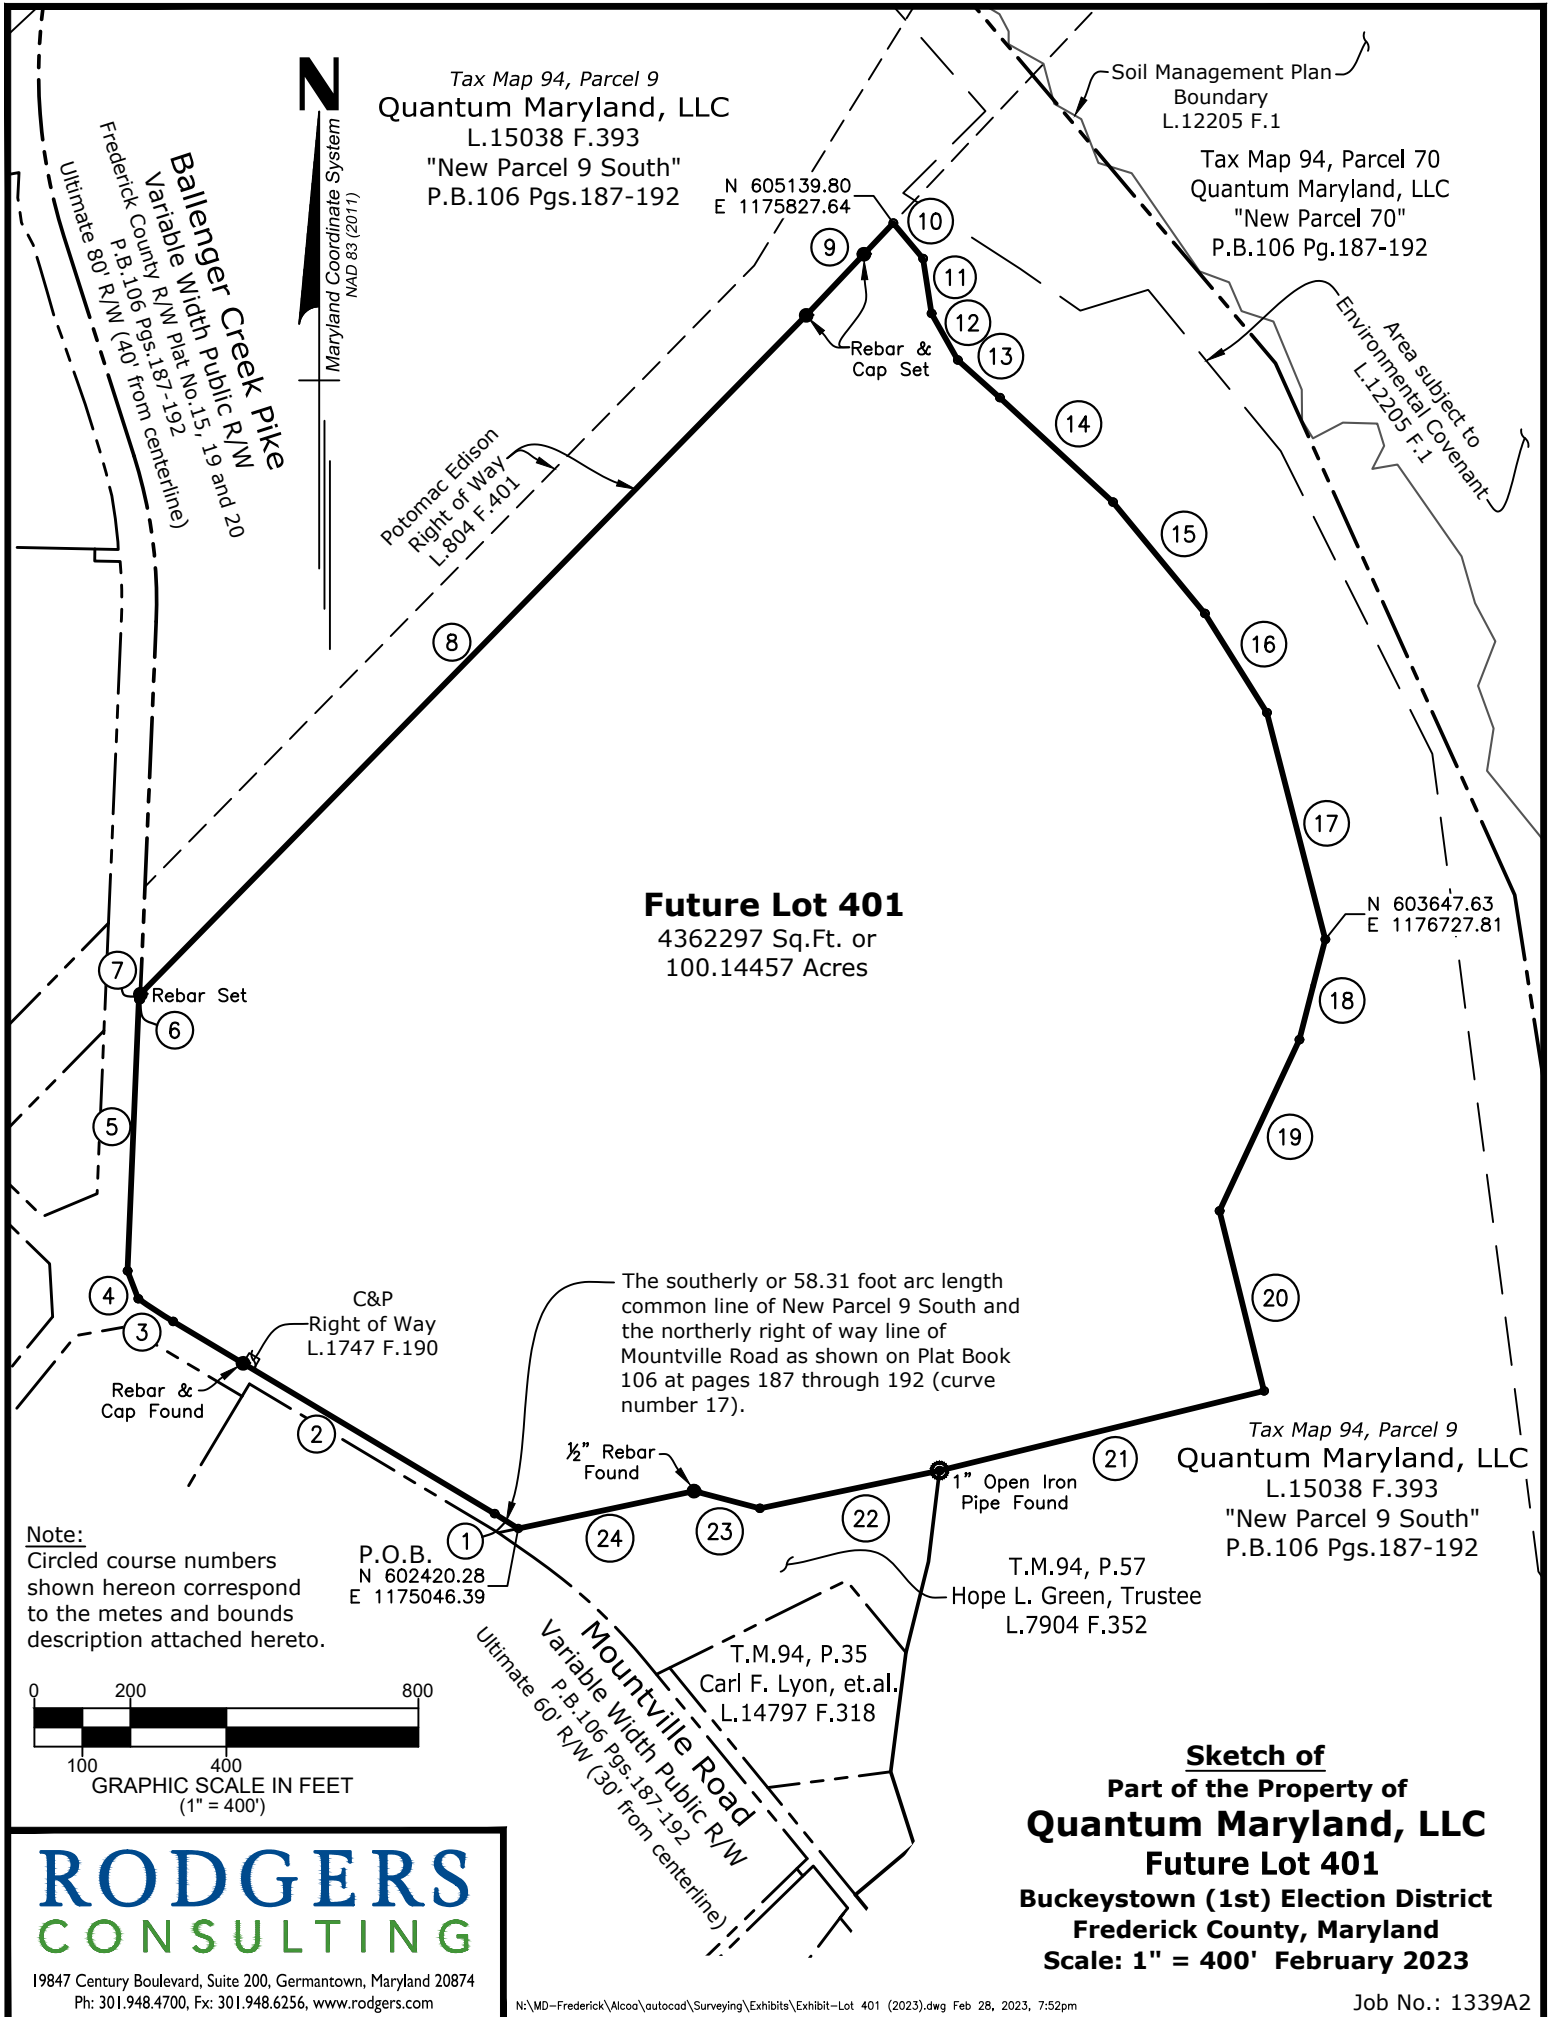 N
Maryland Coordinate System
NAD 83 (2011)
Tax Map 94, Parcel 9
Quantum Maryland, LLC
L.15038 F.393
"New Parcel 9 South"
P.B.106 Pgs.187-192
Soil Management Plan
Boundary
L.12205 F.1
Tax Map 94, Parcel 70
Quantum Maryland, LLC
"New Parcel 70"
P.B.106 Pg.187-192
Ballenger Creek Pike
Variable Width Public R/W
Frederick County R/W Plat No.15, 19 and 20
P.B.106 Pgs.187-192
Ultimate 80' R/W (40' from centerline)
N 605139.80
E 1175827.64
10
9
11
12
13
Rebar &
Cap Set
14
Area subject to
Environmental Covenant
L.12205 F.1
Potomac Edison
Right of Way
L.804 F.401
15
8
16
17
Future Lot 401
4362297 Sq.Ft. or
100.14457 Acres
N 603647.63
E 1176727.81
7
Rebar Set
6
18
5
19
4
3
C&P
Right of Way
L.1747 F.190
The southerly or 58.31 foot arc length
common line of New Parcel 9 South and
the northerly right of way line of
Mountville Road as shown on Plat Book
106 at pages 187 through 192 (curve
number 17).
20
Rebar &
Cap Found
2
½" Rebar
Found
21
1" Open Iron
Pipe Found
Tax Map 94, Parcel 9
Quantum Maryland, LLC
L.15038 F.393
"New Parcel 9 South"
P.B.106 Pgs.187-192
22
23
24
1
P.O.B.
N 602420.28
E 1175046.39
Note:
Circled course numbers
shown hereon correspond
to the metes and bounds
description attached hereto.
T.M.94, P.57
Hope L. Green, Trustee
L.7904 F.352
T.M.94, P.35
Carl F. Lyon, et.al.
L.14797 F.318
Mountville Road
Variable Width Public R/W
P.B.106 Pgs.187-192
Ultimate 60' R/W (30' from centerline)
0 200 800
100 400
GRAPHIC SCALE IN FEET
(1" = 400')
Sketch of
Part of the Property of
Quantum Maryland, LLC
Future Lot 401
Buckeystown (1st) Election District
Frederick County, Maryland
Scale: 1" = 400' February 2023
RODGERS
CONSULTING
19847 Century Boulevard, Suite 200, Germantown, Maryland 20874
Ph: 301.948.4700, Fx: 301.948.6256, www.rodgers.com
N:\MD-Frederick\Alcoa\autocad\Surveying\Exhibits\Exhibit-Lot 401 (2023).dwg Feb 28, 2023, 7:52pm
Job No.: 1339A2